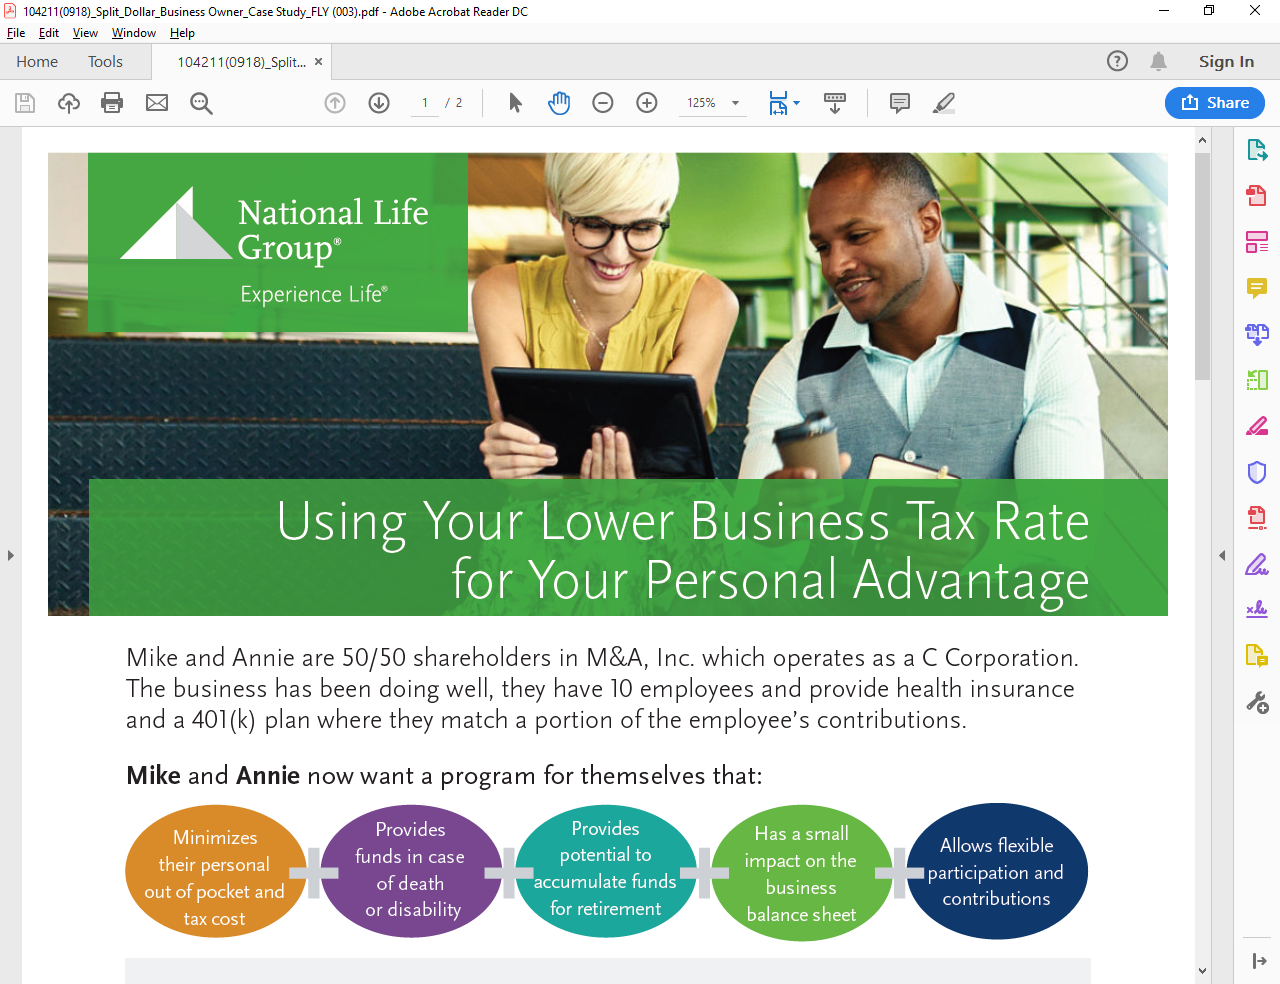 104211(0918)_Split_Dollar_Business Owner_Case Study_FLY (003).pdf - Adobe Acrobat Reader DC
File Edit View Window Help
Home Tools 104211(0918)_Split... ×
? Sign In
1 / 2 125% Share
National Life
Group®
Experience Life®
Using Your Lower Business Tax Rate
for Your Personal Advantage
Mike and Annie are 50/50 shareholders in M&A, Inc. which operates as a C Corporation.
The business has been doing well, they have 10 employees and provide health insurance
and a 401(k) plan where they match a portion of the employee's contributions.
Mike and Annie now want a program for themselves that:
Minimizes
their personal
out of pocket and
tax cost
Provides
funds in case
of death
or disability
Provides
potential to
accumulate funds
for retirement
Has a small
impact on the
business
balance sheet
Allows flexible
participation and
contributions